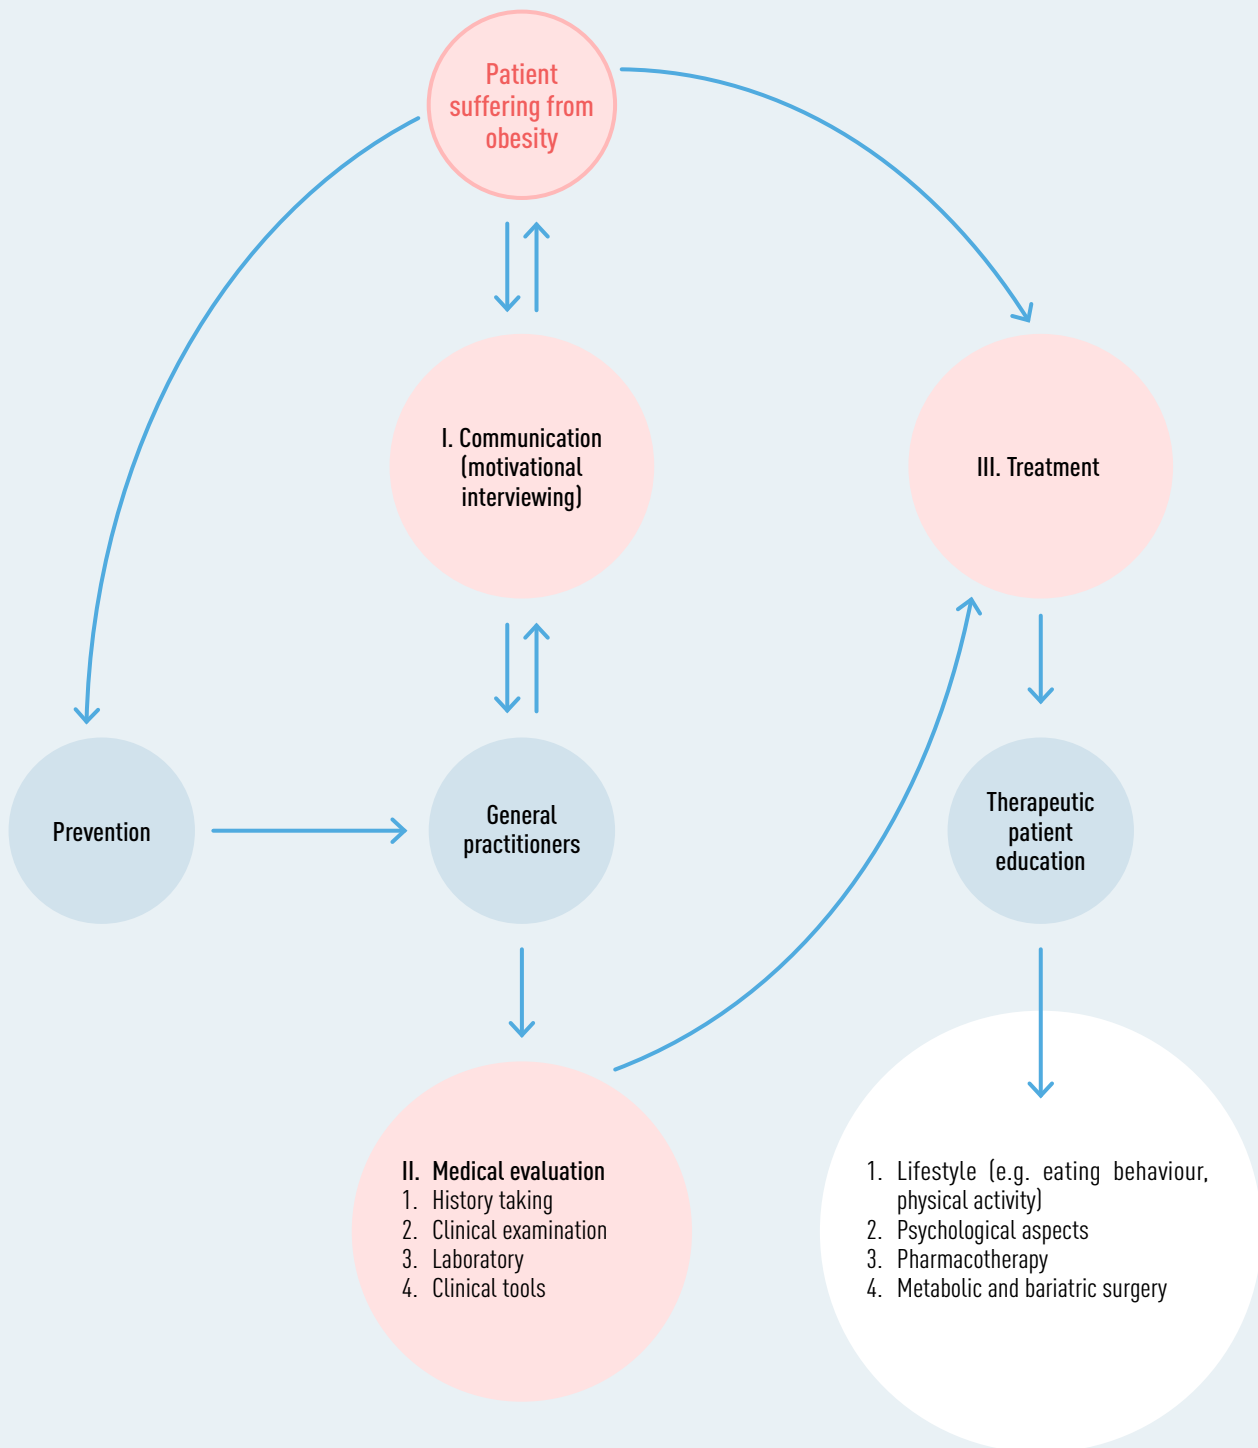 Patient
suffering from
obesity
I. Communication
(motivational
interviewing)
III. Treatment
Prevention
General
practitioners
Therapeutic
patient
education
II. Medical evaluation
1. History taking
2. Clinical examination
3. Laboratory
4. Clinical tools
1. Lifestyle (e.g. eating behaviour,
physical activity)
2. Psychological aspects
3. Pharmacotherapy
4. Metabolic and bariatric surgery